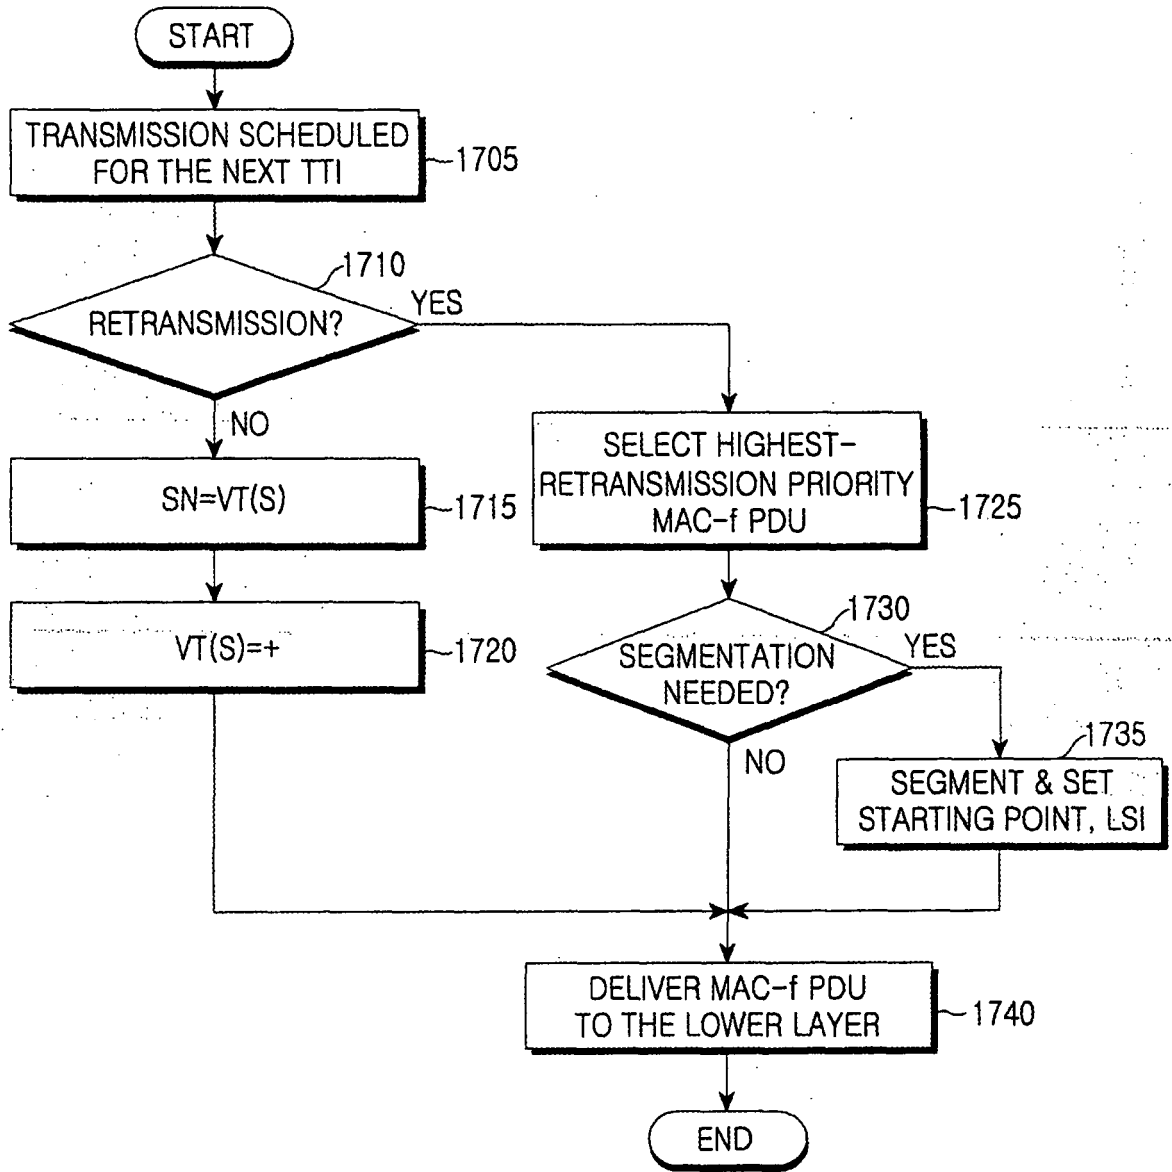 START
TRANSMISSION SCHEDULED
FOR THE NEXT TTI
1705
1710
RETRANSMISSION?
YES
NO
SN=VT(S)
1715
VT(S)=+
1720
SELECT HIGHEST-
RETRANSMISSION PRIORITY
MAC-f PDU
1725
1730
SEGMENTATION
NEEDED?
YES
NO
1735
SEGMENT & SET
STARTING POINT, LSI
DELIVER MAC-f PDU
TO THE LOWER LAYER
1740
END